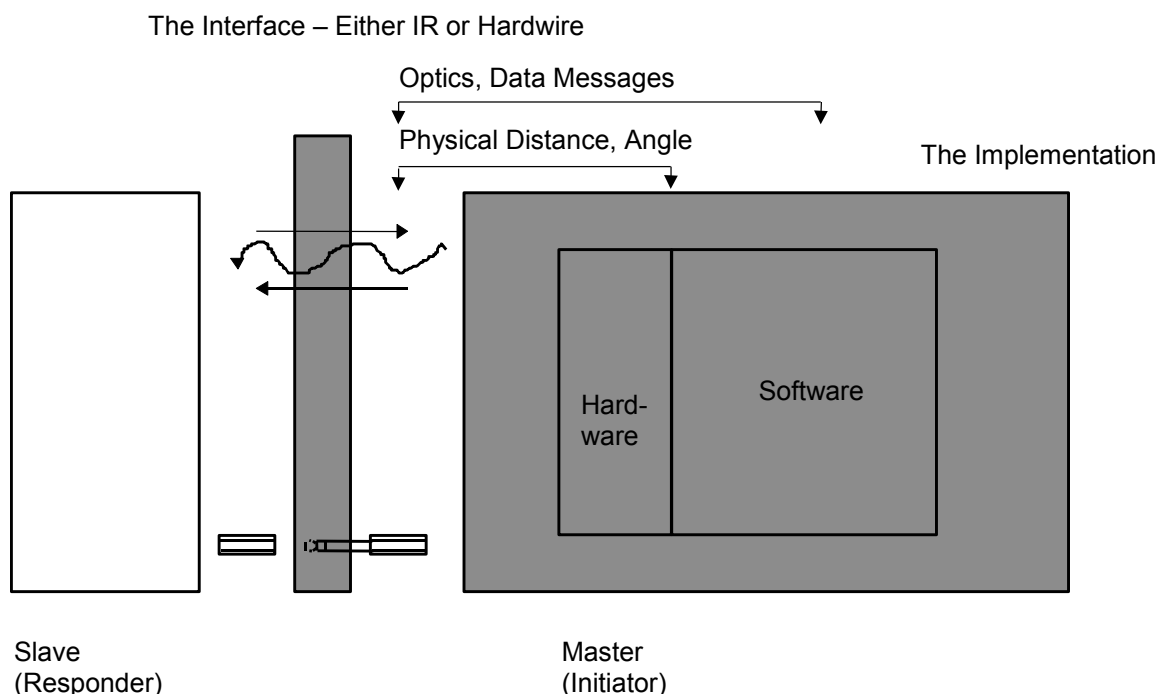 The Interface – Either IR or Hardwire
Optics, Data Messages
Physical Distance, Angle
The Implementation
Hard-
ware
Software
Slave
(Responder)
Master
(Initiator)